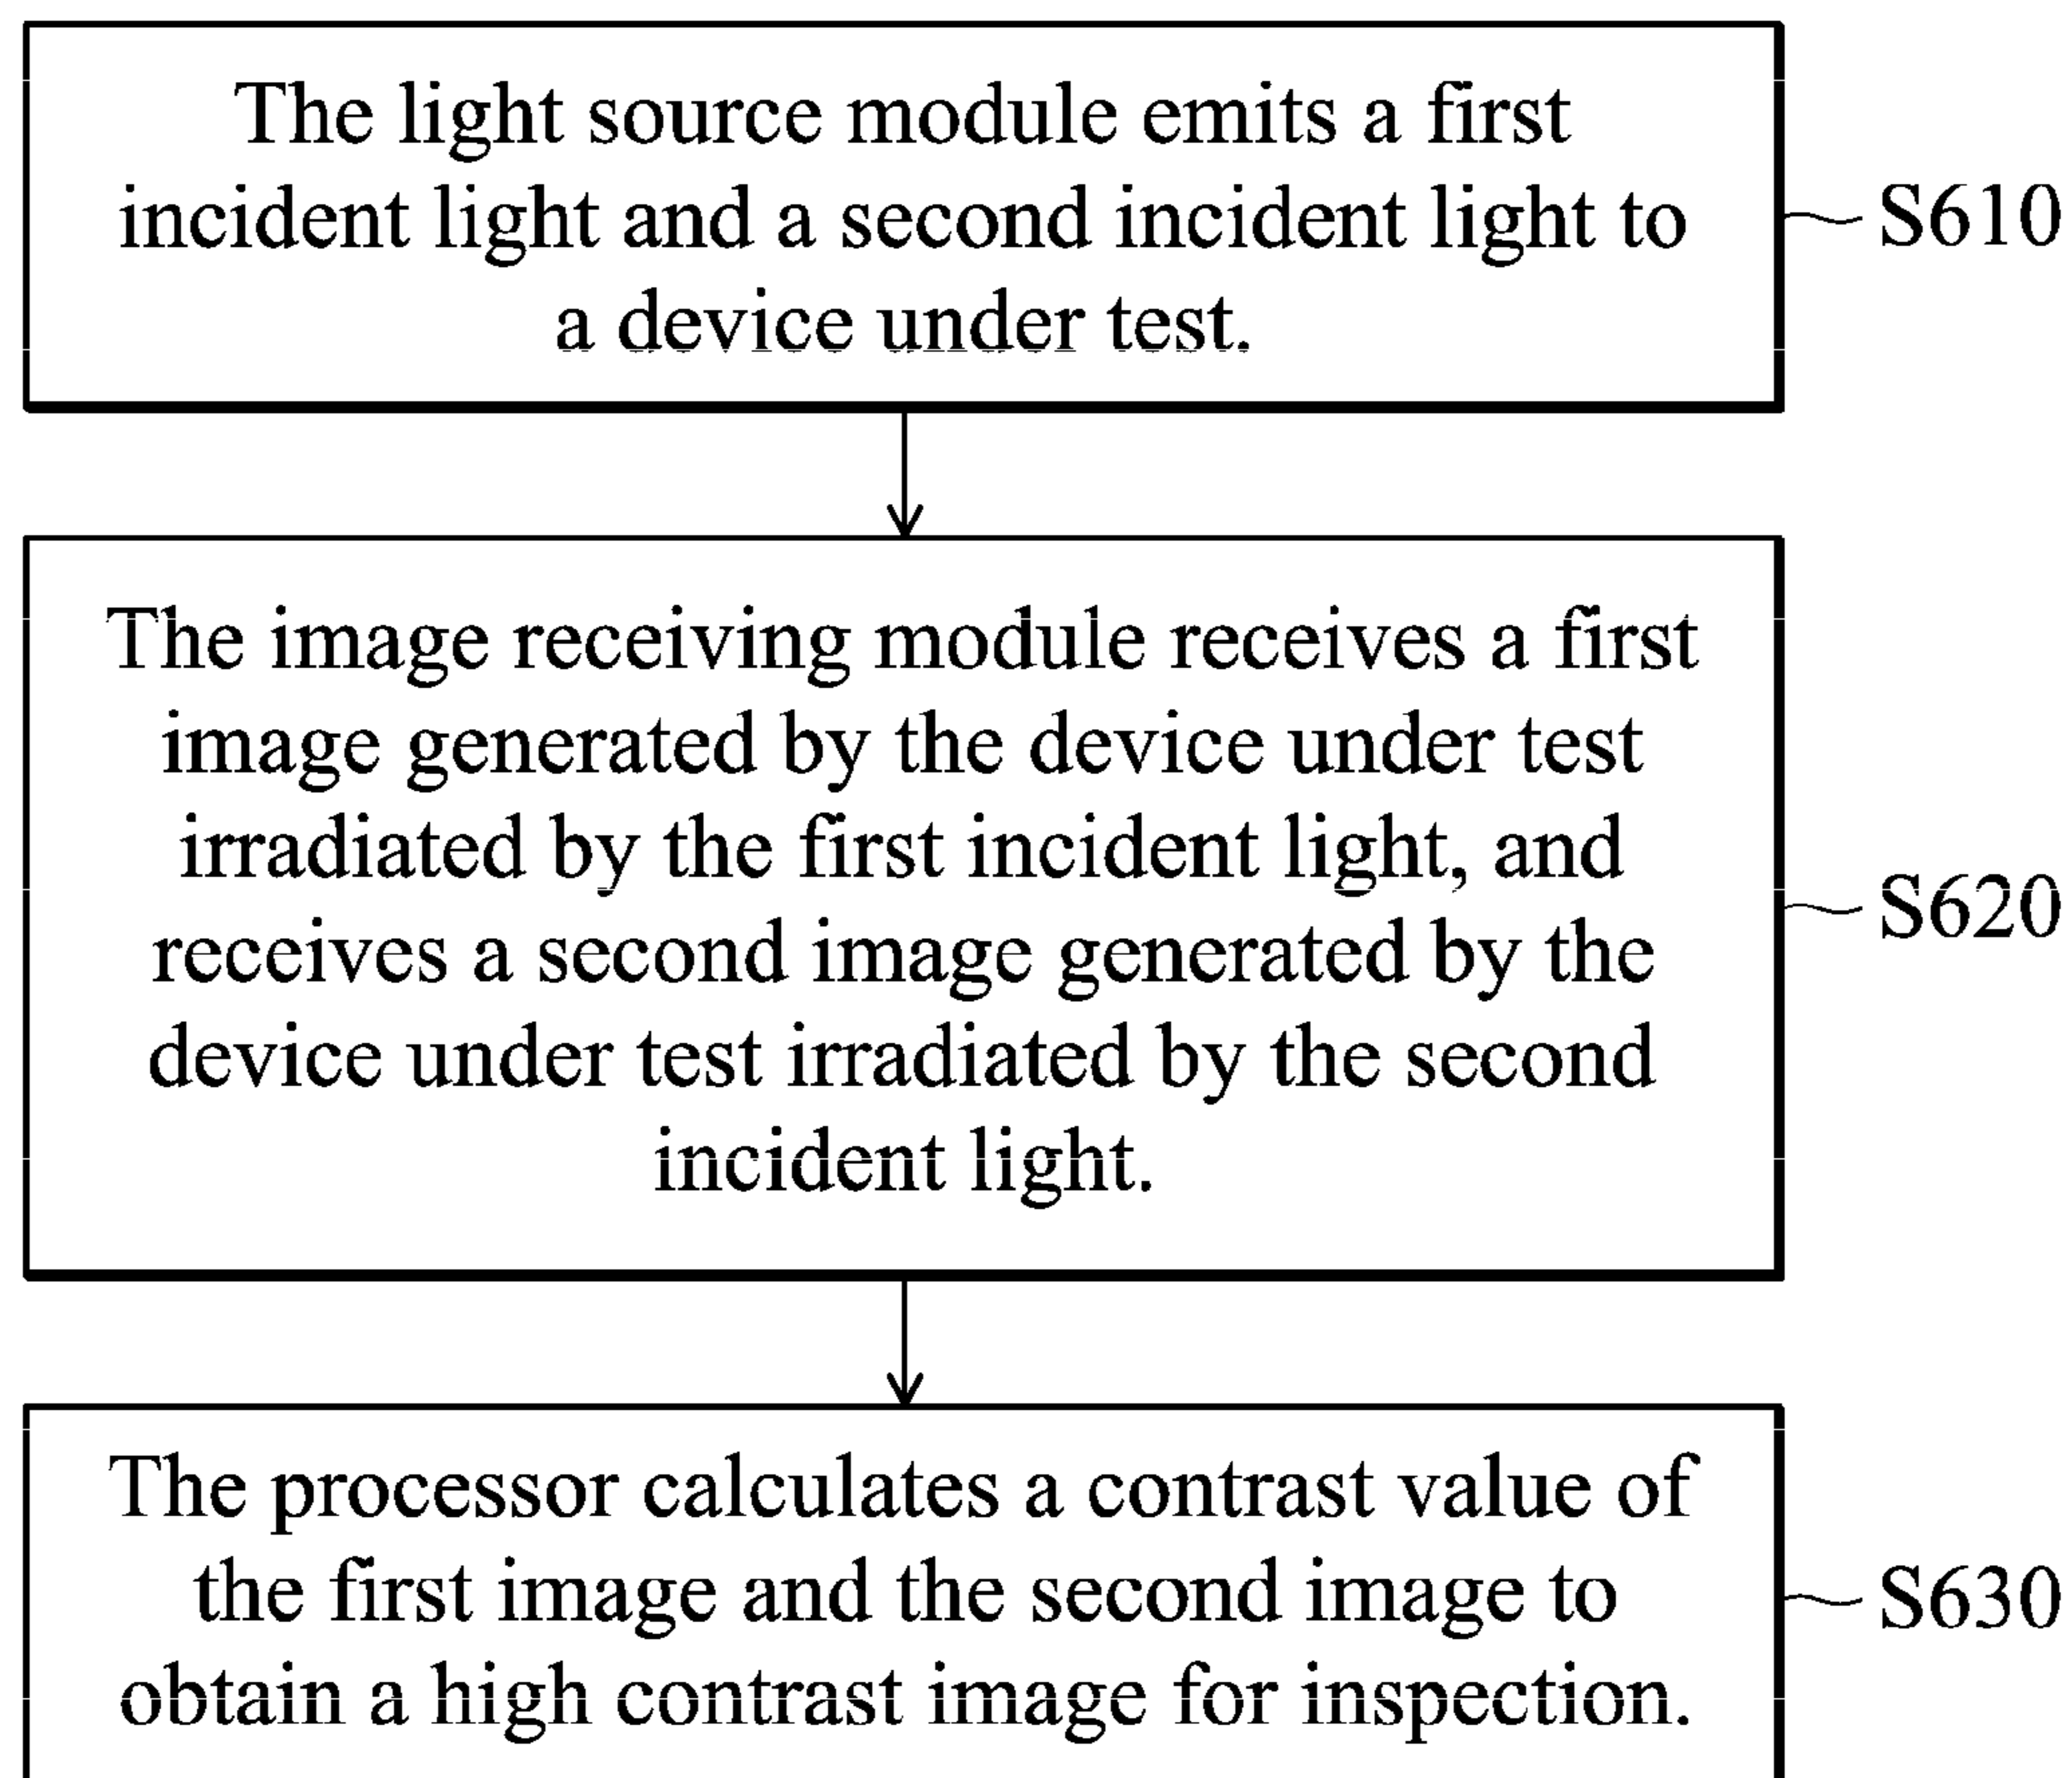 The light source module emits a first
incident light and a second incident light to
a device under test.
S610
The image receiving module receives a first
image generated by the device under test
irradiated by the first incident light, and
receives a second image generated by the
device under test irradiated by the second
incident light.
S620
The processor calculates a contrast value of
the first image and the second image to
obtain a high contrast image for inspection.
S630